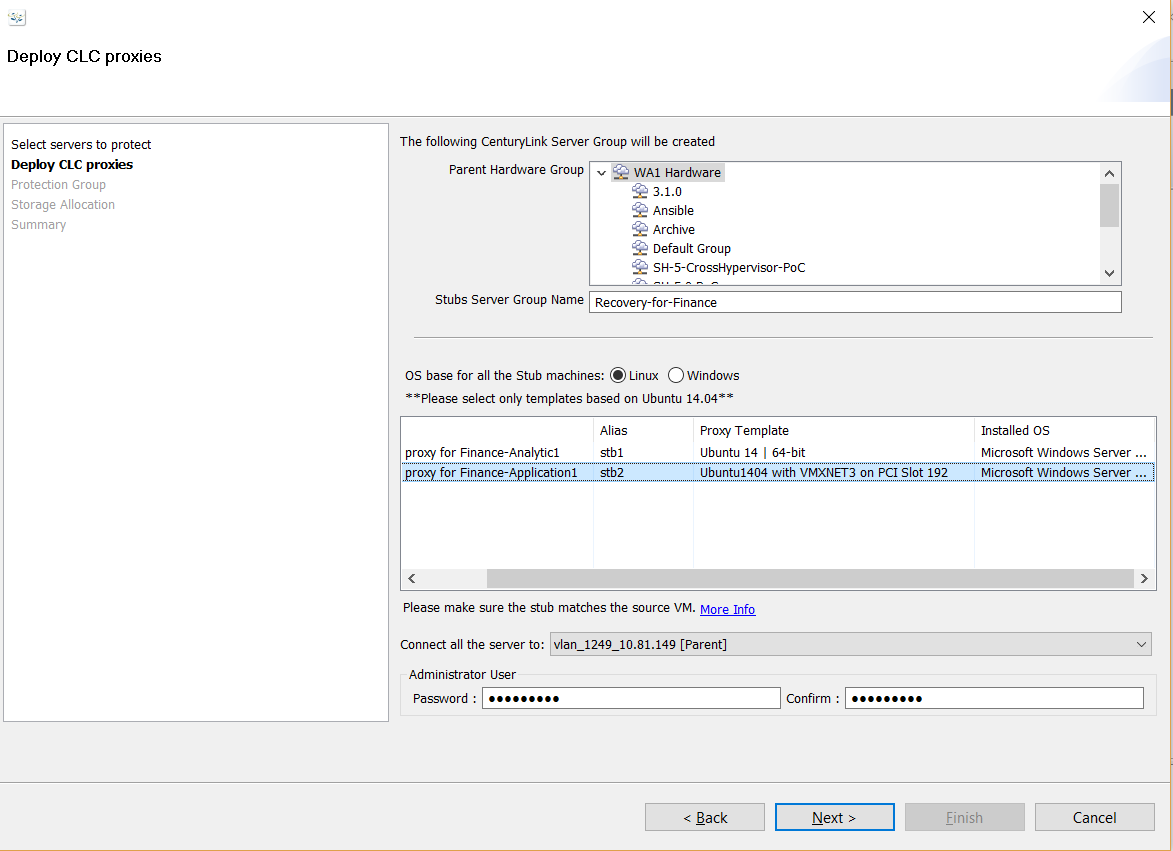 Deploy CLC proxies
Select servers to protect
Deploy CLC proxies
Protection Group
Storage Allocation
Summary
The following CenturyLink Server Group will be created
Parent Hardware Group
WA1 Hardware
3.1.0
Ansible
Archive
Default Group
SH-5-CrossHypervisor-PoC
Stubs Server Group Name Recovery-for-Finance
OS base for all the Stub machines: Linux Windows
**Please select only templates based on Ubuntu 14.04**
Alias Proxy Template Installed OS
proxy for Finance-Analytic1 stb1 Ubuntu 14 | 64-bit Microsoft Windows Server ...
proxy for Finance-Application1 stb2 Ubuntu1404 with VMXNET3 on PCI Slot 192 Microsoft Windows Server ...
Please make sure the stub matches the source VM. More Info
Connect all the server to: vlan_1249_10.81.149 [Parent]
Administrator User
Password : ●●●●●●●●● Confirm : ●●●●●●●●●
< Back Next > Finish Cancel